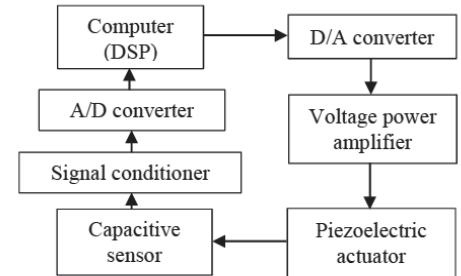 Computer
(DSP)
D/A converter
A/D converter
Voltage power
amplifier
Signal conditioner
Capacitive
sensor
Piezoelectric
actuator